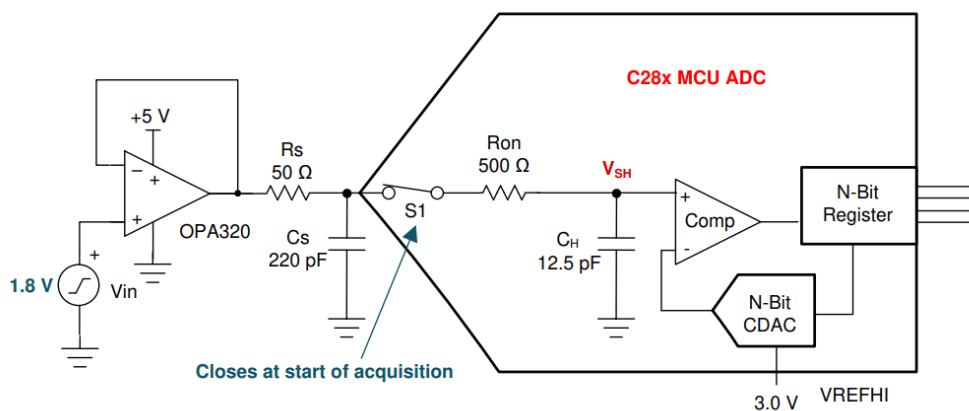 C28x MCU ADC
+5 V
Rs
50 Ω
Ron
500 Ω
VSH
−
+
+
OPA320
S1
+
Comp
-
N-Bit
Register
Cs
220 pF
CH
12.5 pF
1.8 V
+
Vin
N-Bit
CDAC
Closes at start of acquisition
3.0 V
VREFHI